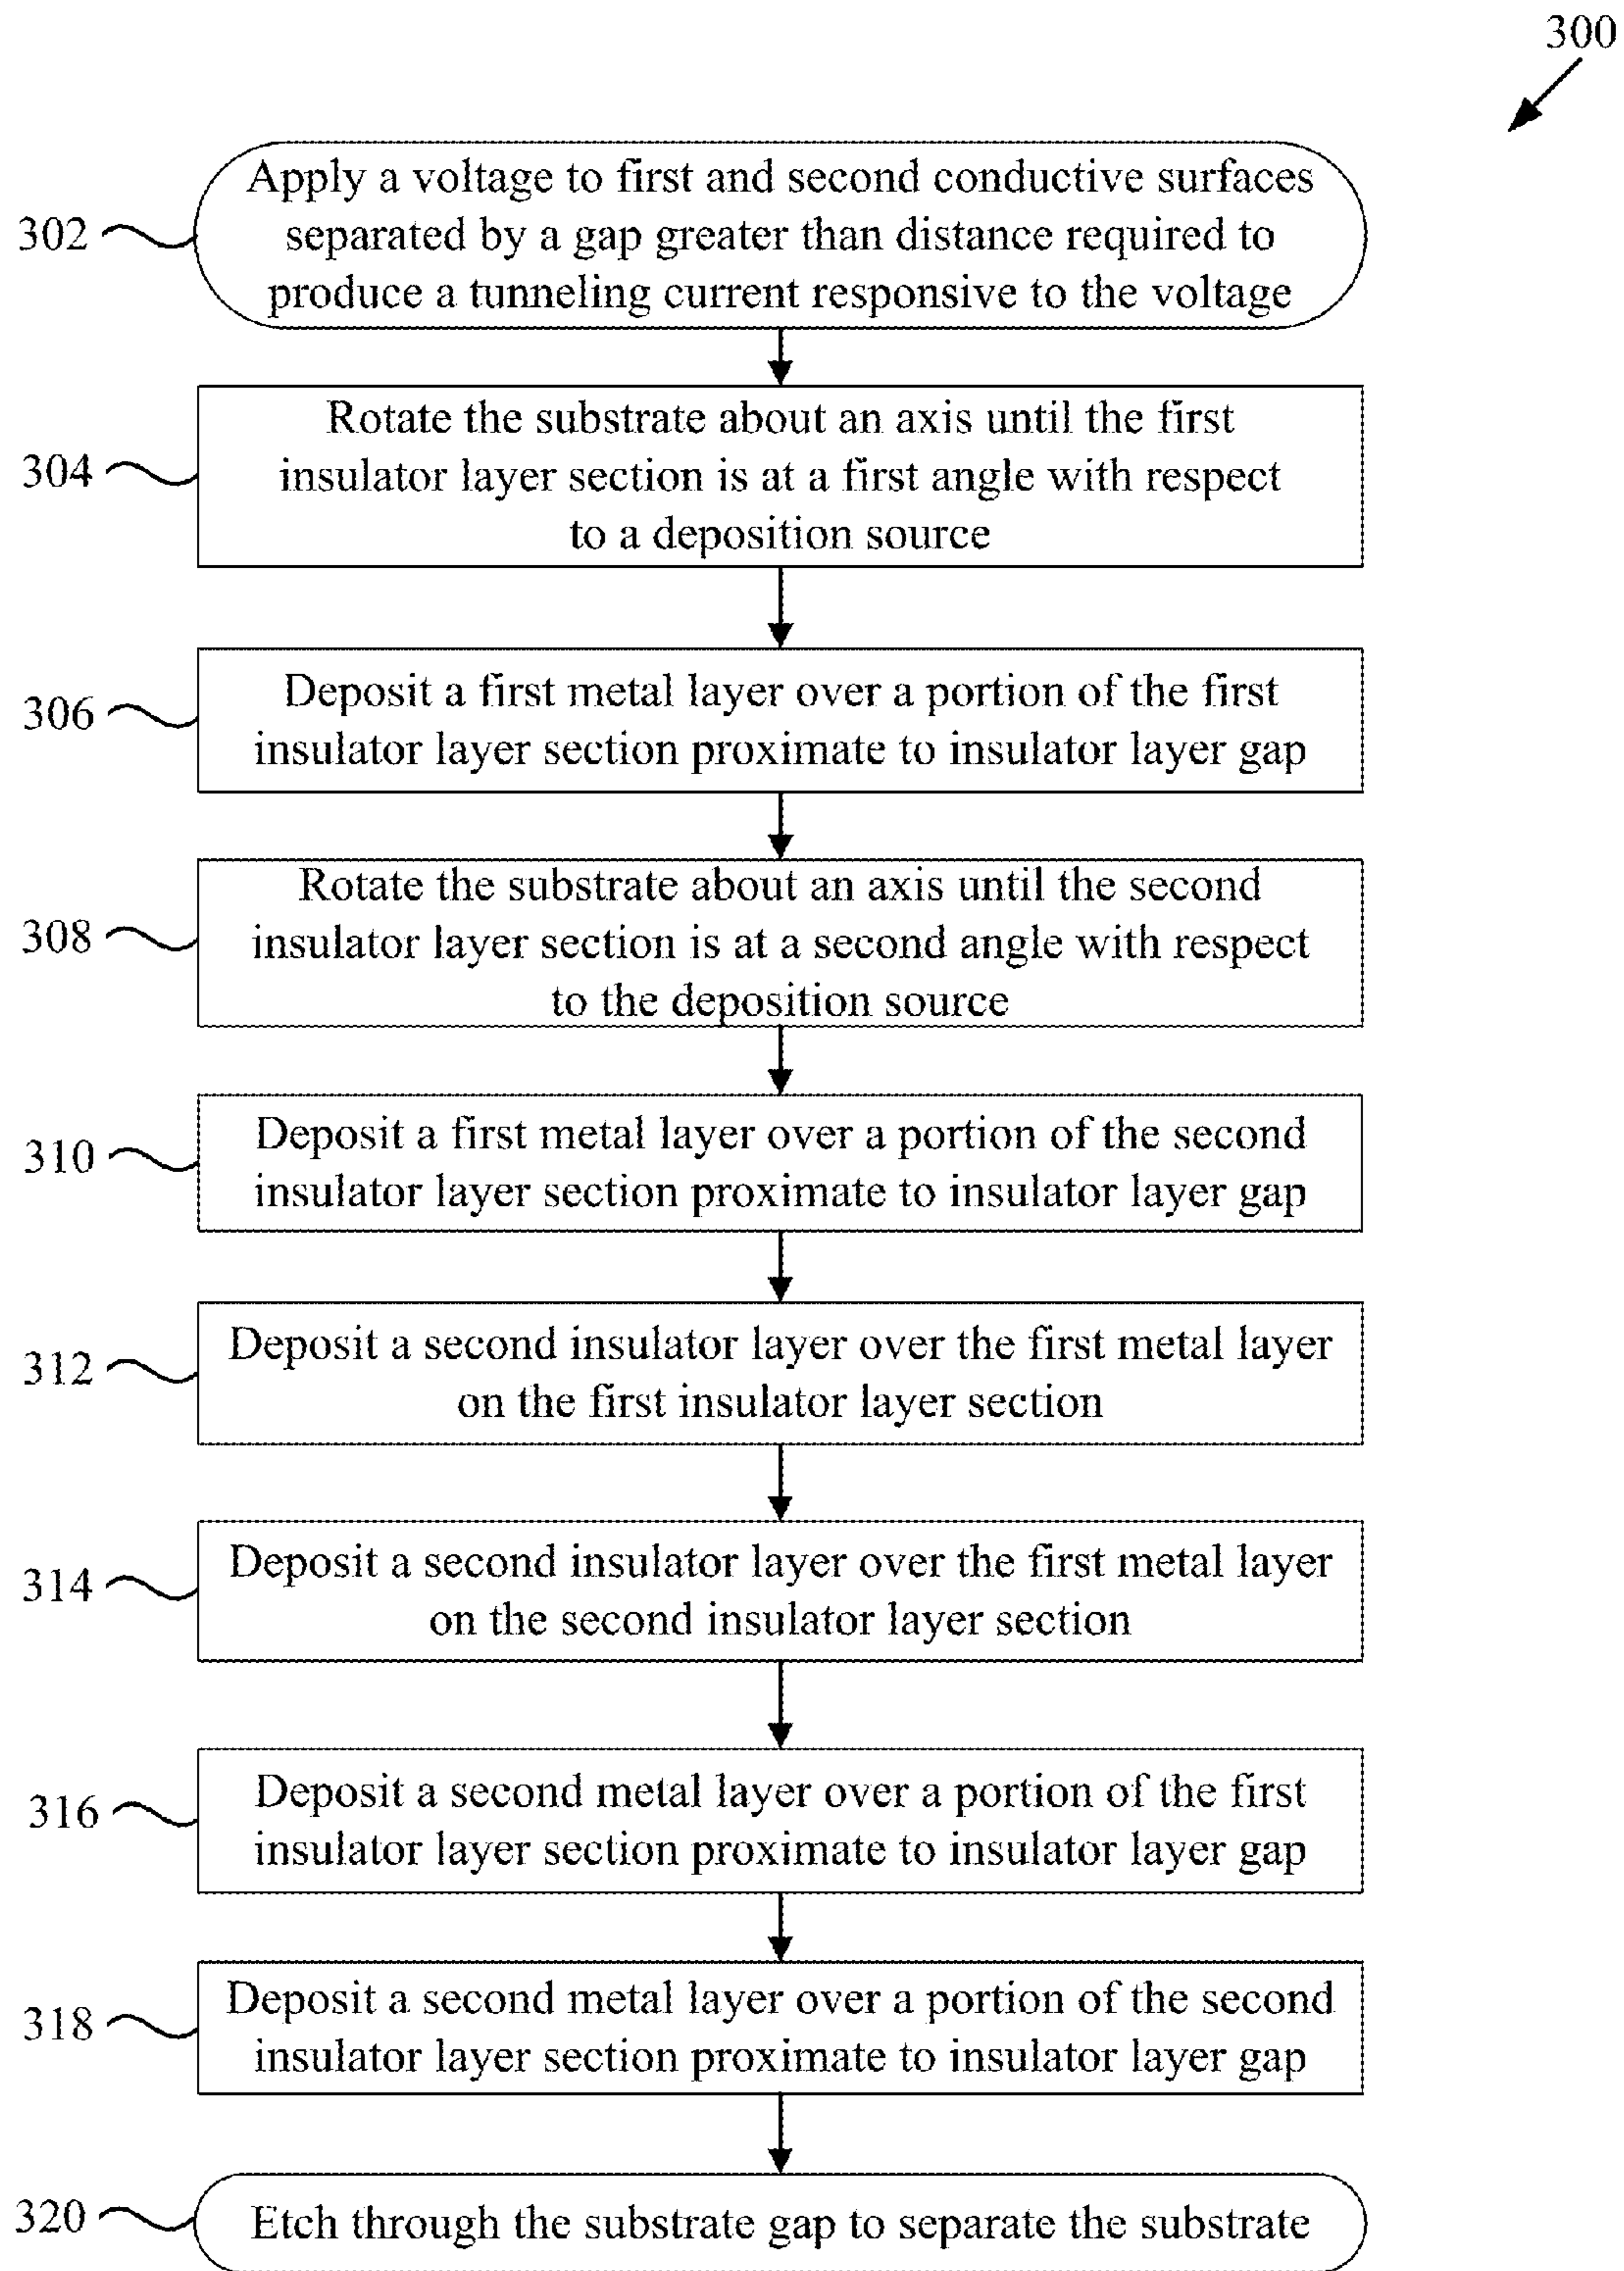 300
302
Apply a voltage to first and second conductive surfaces
separated by a gap greater than distance required to
produce a tunneling current responsive to the voltage
304
Rotate the substrate about an axis until the first
insulator layer section is at a first angle with respect
to a deposition source
306
Deposit a first metal layer over a portion of the first
insulator layer section proximate to insulator layer gap
308
Rotate the substrate about an axis until the second
insulator layer section is at a second angle with respect
to the deposition source
310
Deposit a first metal layer over a portion of the second
insulator layer section proximate to insulator layer gap
312
Deposit a second insulator layer over the first metal layer
on the first insulator layer section
314
Deposit a second insulator layer over the first metal layer
on the second insulator layer section
316
Deposit a second metal layer over a portion of the first
insulator layer section proximate to insulator layer gap
318
Deposit a second metal layer over a portion of the second
insulator layer section proximate to insulator layer gap
320
Etch through the substrate gap to separate the substrate